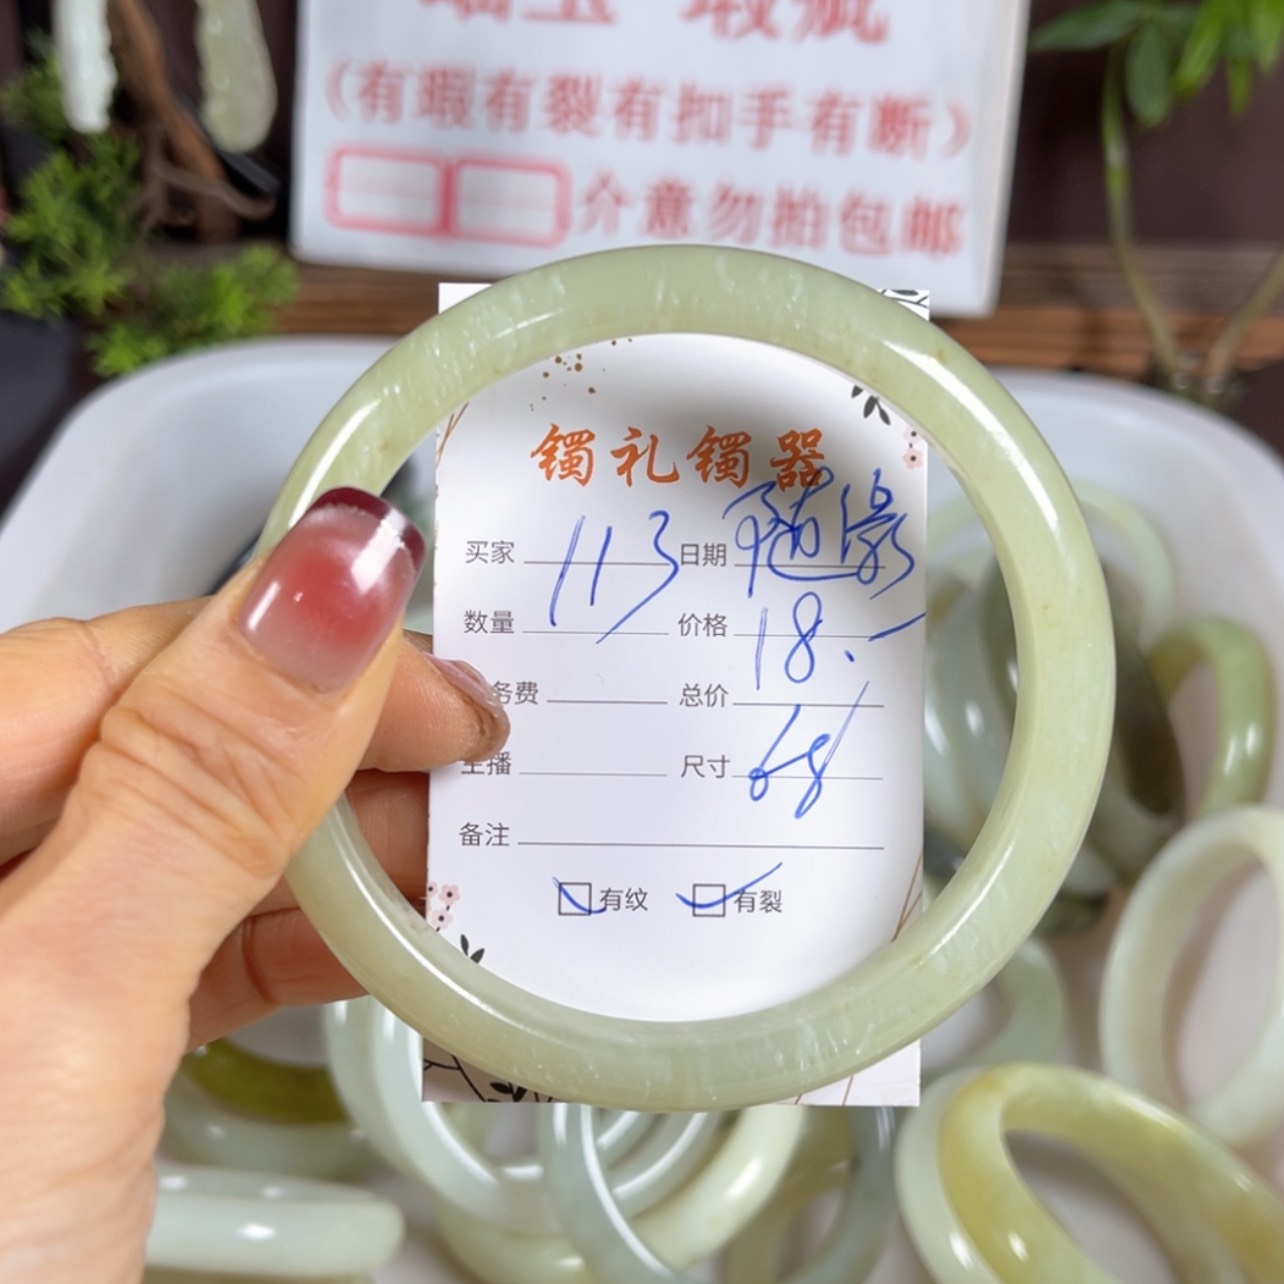 瑕疵
（有瑕有裂有扣手有断）
介意勿拍包邮
镯礼镯器
买家 113 日期 随缘
数量 价格 18.-
务费 总价
主播 尺寸 68
备注
有纹 有裂